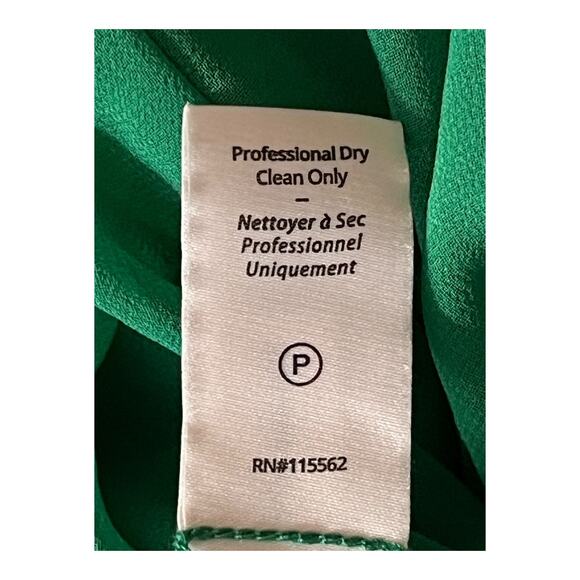 Professional Dry
Clean Only
–
Nettoyer à Sec
Professionnel
Uniquement
P
RN#115562